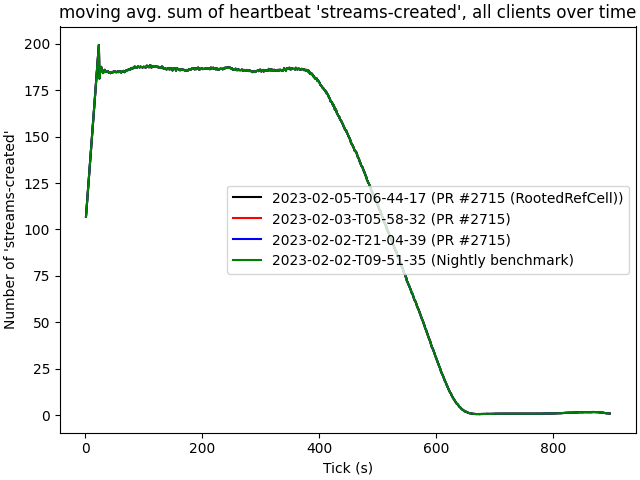 moving avg. sum of heartbeat 'streams-created', all clients over time
Number of 'streams-created'
200
175
150
125
100
75
50
25
0
2023-02-05-T06-44-17 (PR #2715 (RootedRefCell))
2023-02-03-T05-58-32 (PR #2715)
2023-02-02-T21-04-39 (PR #2715)
2023-02-02-T09-51-35 (Nightly benchmark)
0
200
400
600
800
Tick (s)